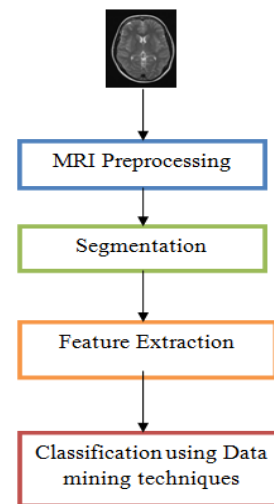 MRI Preprocessing
Segmentation
Feature Extraction
Classification using Data
mining techniques